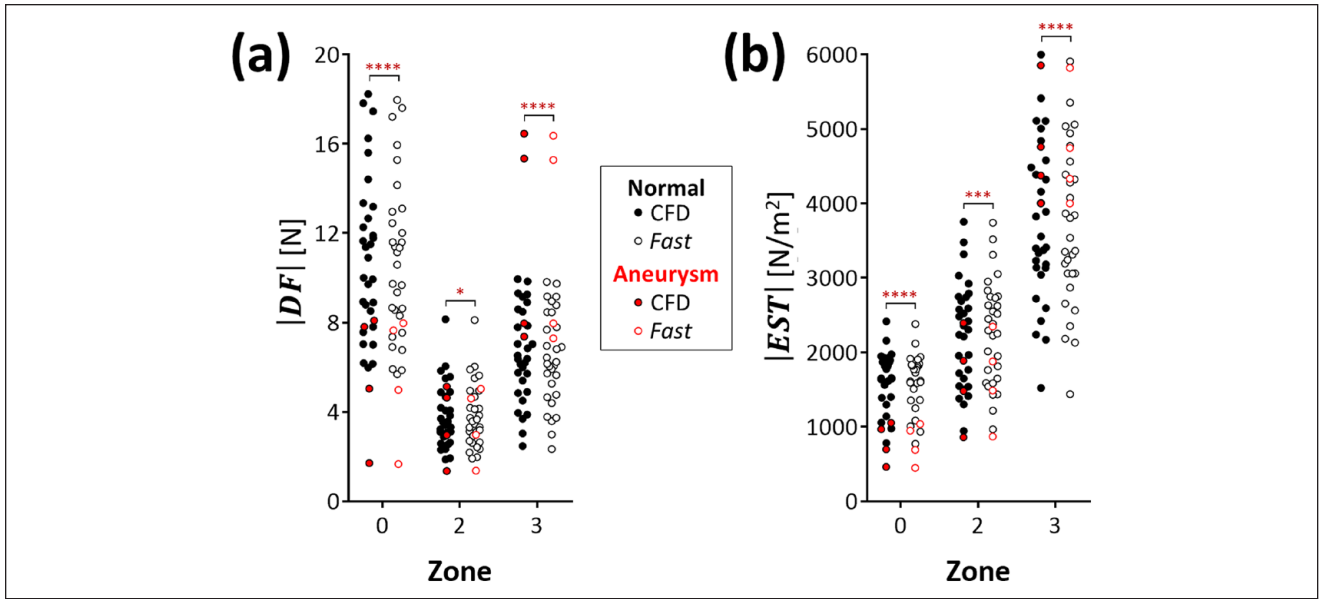 (a)
|DF| [N]
20
16
12
8
4
0
****
*
****
0 2 3
Zone
Normal
CFD
Fast
Aneurysm
CFD
Fast
(b)
|EST| [N/m²]
6000
5000
4000
3000
2000
1000
0
****
***
****
0 2 3
Zone